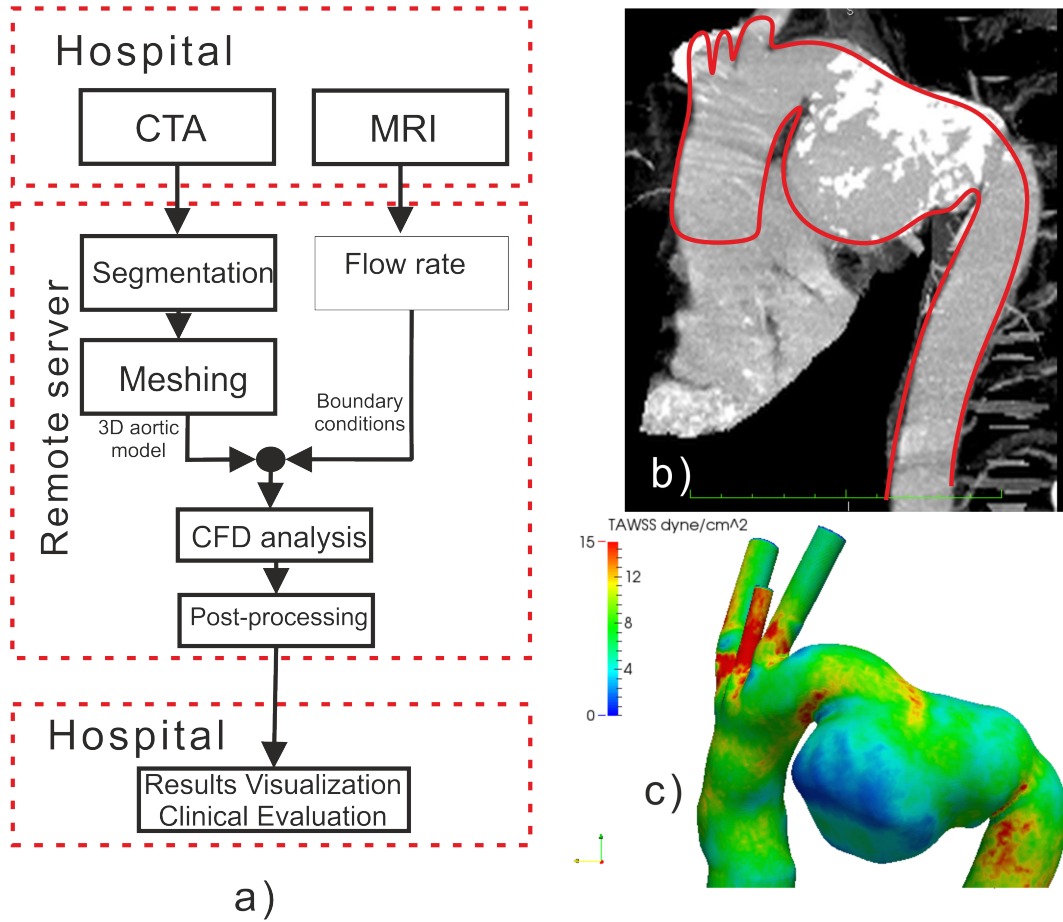 Hospital
CTA
MRI
Remote server
Segmentation
Flow rate
Meshing
3D aortic
model
Boundary
conditions
CFD analysis
Post-processing
Hospital
Results Visualization
Clinical Evaluation
a)
S
b)
TAWSS dyne/cm^2
15
12
8
4
0
c)